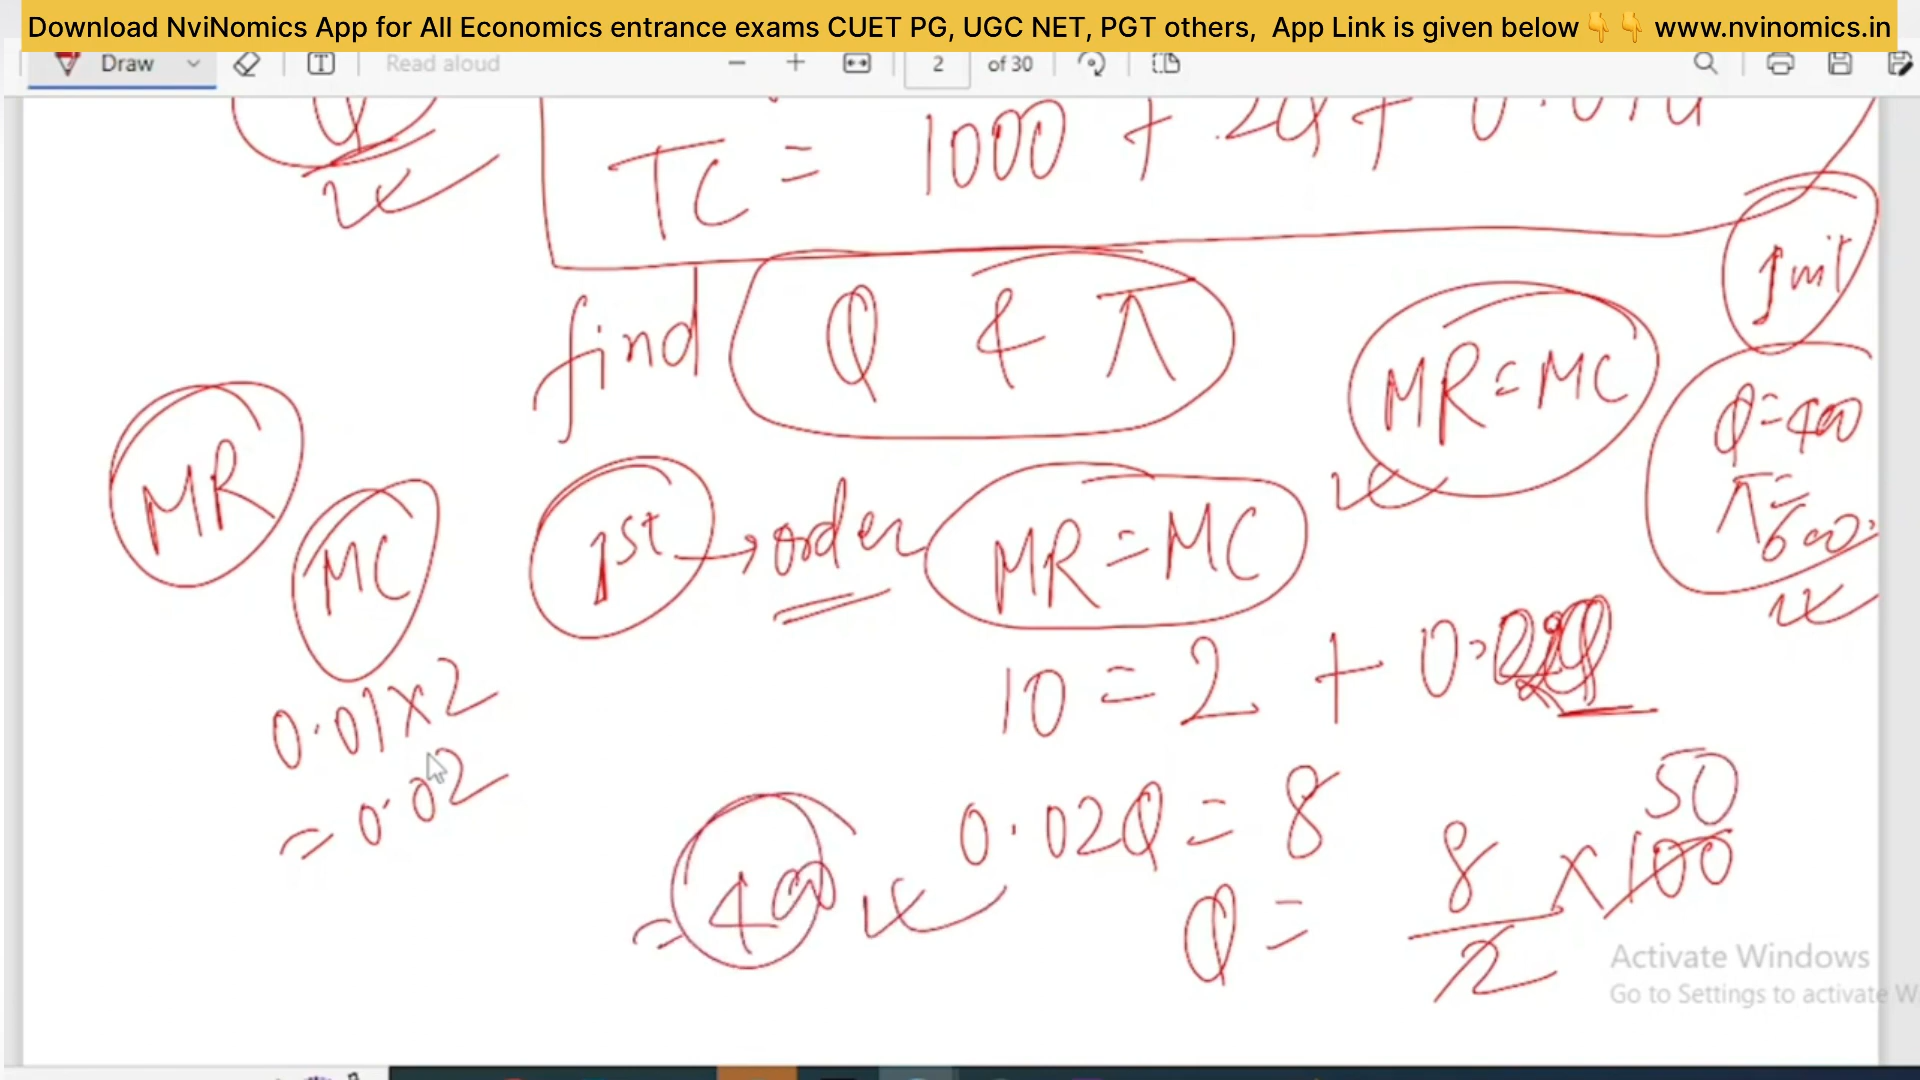 Download NviNomics App for All Economics entrance exams CUET PG, UGC NET, PGT others, App Link is given below👇👇 www.nvinomics.in
Draw
Read aloud
2 of 30
TC = 1000 + 2Q +
find Q & π
MR = MC
Q = 400
π = 600
MR
MC
1st → order MR = MC
10 = 2 + 0.02Q
0.01 x 2
= 0.02
0.02Q = 8
Q = 8/2 x 100
50
= 400
Activate Windows
Go to Settings to activate W